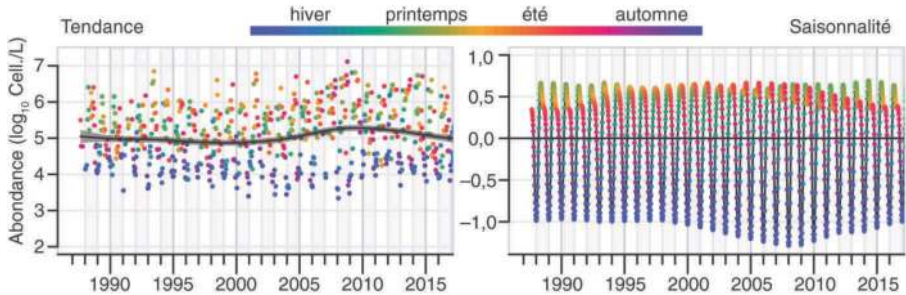 hiver printemps été automne
Tendance Saisonnalité
Abondance (log10 Cell./L)
7
6
5
4
3
2
1990 1995 2000 2005 2010 2015
1,0
0,5
0,0
−0,5
−1,0
1990 1995 2000 2005 2010 2015